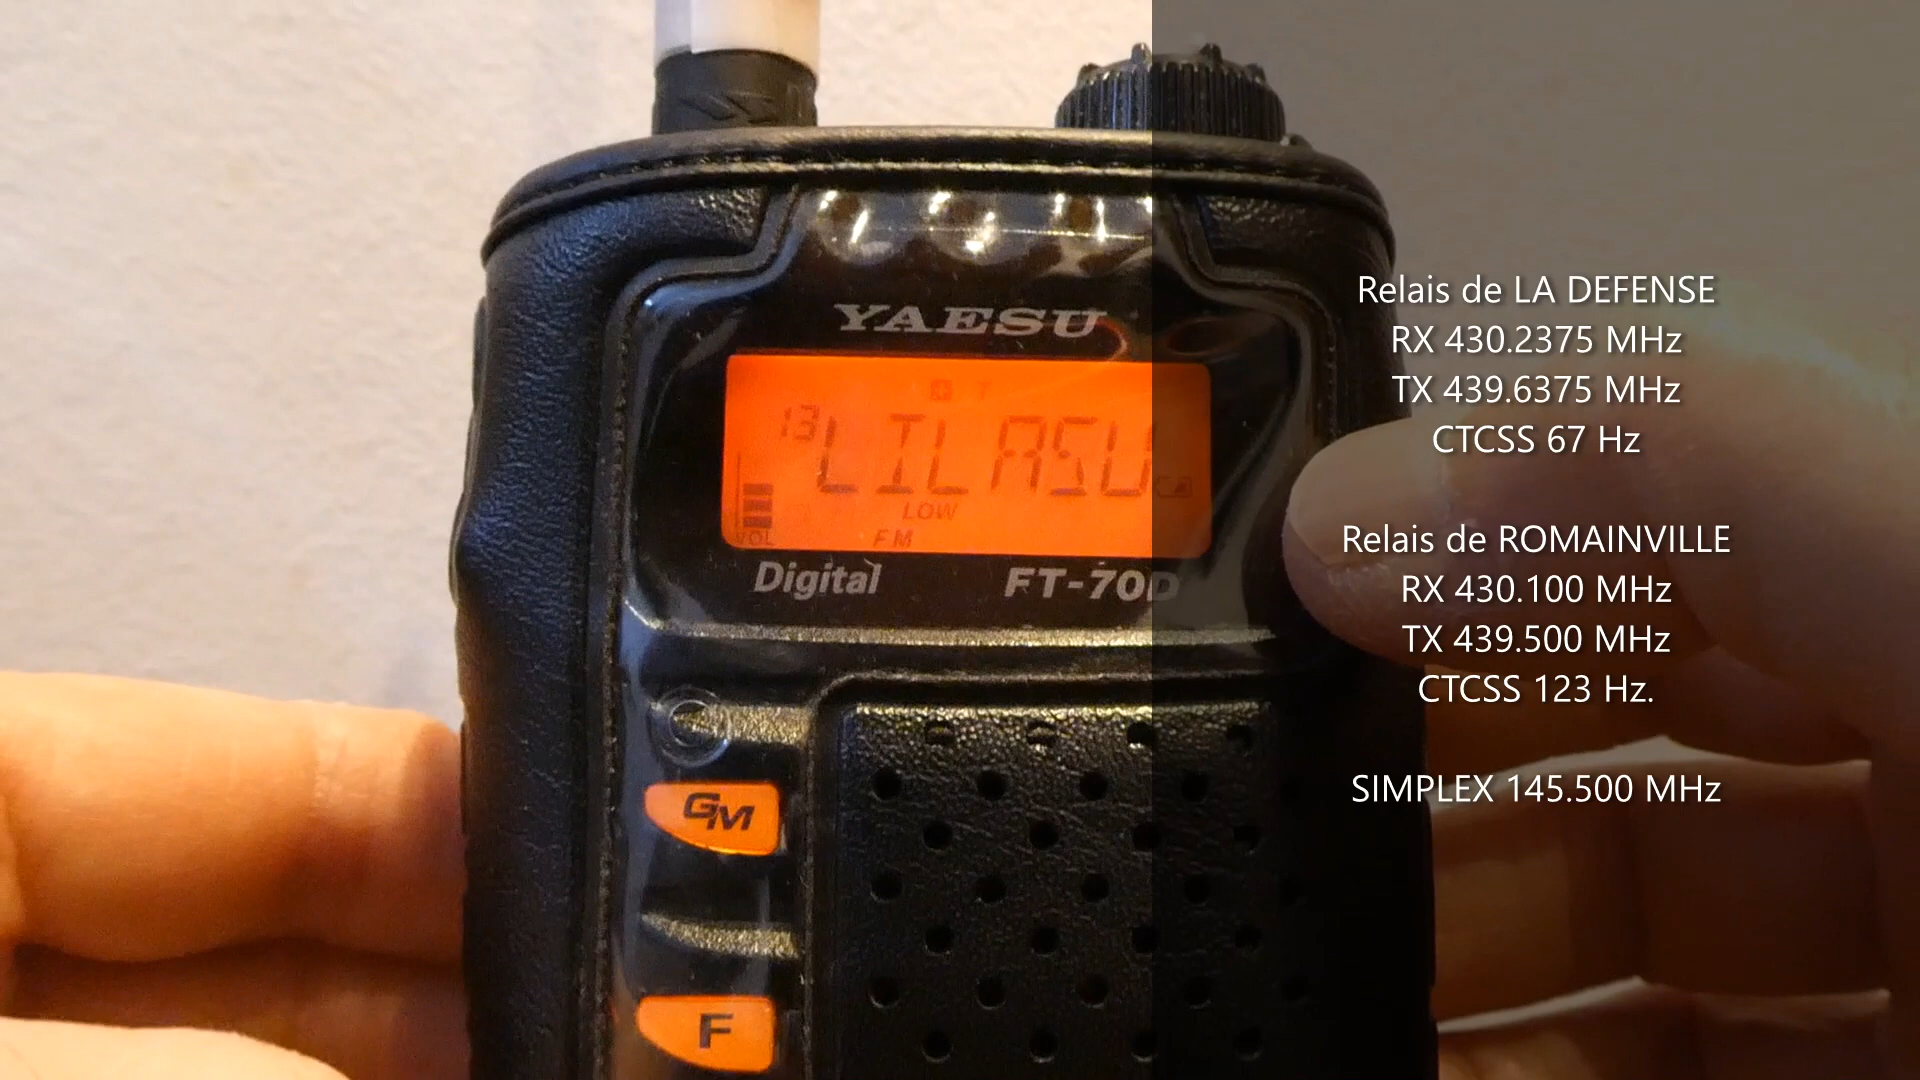 YAESU
13 LILASU
LOW
VOL
FM
Digital FT-70D
GM
F
Relais de LA DEFENSE
RX 430.2375 MHz
TX 439.6375 MHz
CTCSS 67 Hz
Relais de ROMAINVILLE
RX 430.100 MHz
TX 439.500 MHz
CTCSS 123 Hz.
SIMPLEX 145.500 MHz